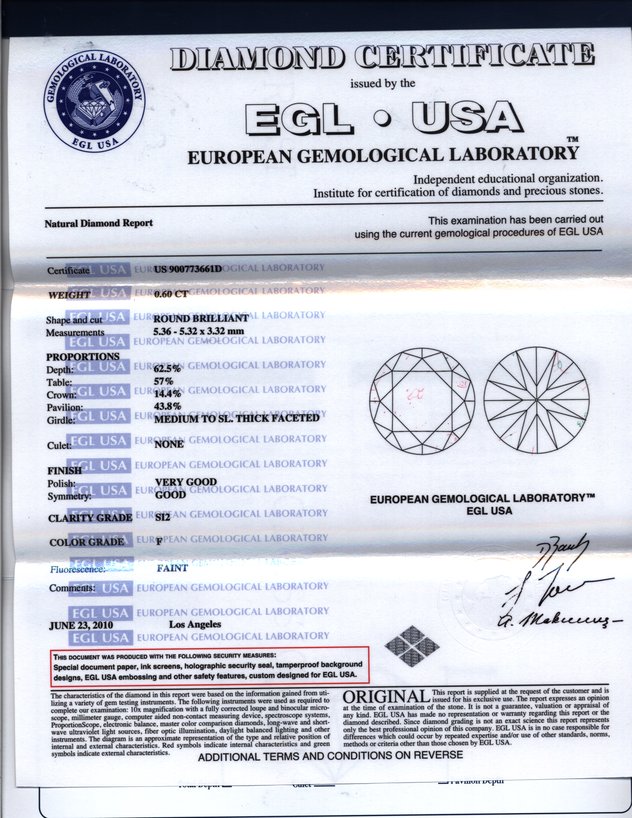 GEMOLOGICAL LABORATORY
EGL USA
DIAMOND CERTIFICATE
issued by the
EGL • USA
EUROPEAN GEMOLOGICAL LABORATORY™
Independent educational organization.
Institute for certification of diamonds and precious stones.
Natural Diamond Report
This examination has been carried out
using the current gemological procedures of EGL USA
Certificate US 900773661D
WEIGHT 0.60 CT
Shape and cut ROUND BRILLIANT
Measurements 5.36 - 5.32 x 3.32 mm
PROPORTIONS
Depth: 62.5%
Table: 57%
Crown: 14.4%
Pavilion: 43.8%
Girdle: MEDIUM TO SL. THICK FACETED
Culet: NONE
FINISH
Polish: VERY GOOD
Symmetry: GOOD
CLARITY GRADE SI2
COLOR GRADE F
Fluorescence: FAINT
Comments:
EGL USA EUROPEAN GEMOLOGICAL LABORATORY
EUROPEAN GEMOLOGICAL LABORATORY™
EGL USA
JUNE 23, 2010 Los Angeles
THIS DOCUMENT WAS PRODUCED WITH THE FOLLOWING SECURITY MEASURES:
Special document paper, ink screens, holographic security seal, tamperproof background
designs, EGL USA embossing and other safety features, custom designed for EGL USA.
The characteristics of the diamond in this report were based on the information gained from uti-
lizing a variety of gem testing instruments. The following instruments were used as required to
complete our examination: 10x magnification with a fully corrected loupe and binocular micro-
scope, millimeter gauge, computer aided non-contact measuring device, spectroscope systems,
ProportionScope, electronic balance, master color comparison diamonds, long-wave and short-
wave ultraviolet light sources, fiber optic illumination, daylight balanced lighting and other
instruments. The diagram is an approximate representation of the type and relative position of
internal and external characteristics. Red symbols indicate internal characteristics and green
symbols indicate external characteristics.
ORIGINAL This report is supplied at the request of the customer and is
issued for his exclusive use. The report expresses an opinion
at the time of examination of the stone. It is not a guarantee, valuation or appraisal of
any kind. EGL USA has made no representation or warranty regarding this report or the
diamond described. Since diamond grading is not an exact science this report represents
only the best professional opinion of this company. EGL USA is in no case responsible for
differences which could occur by repeated expertise and/or use of other standards, norms,
methods or criteria other than those chosen by EGL USA.
ADDITIONAL TERMS AND CONDITIONS ON REVERSE